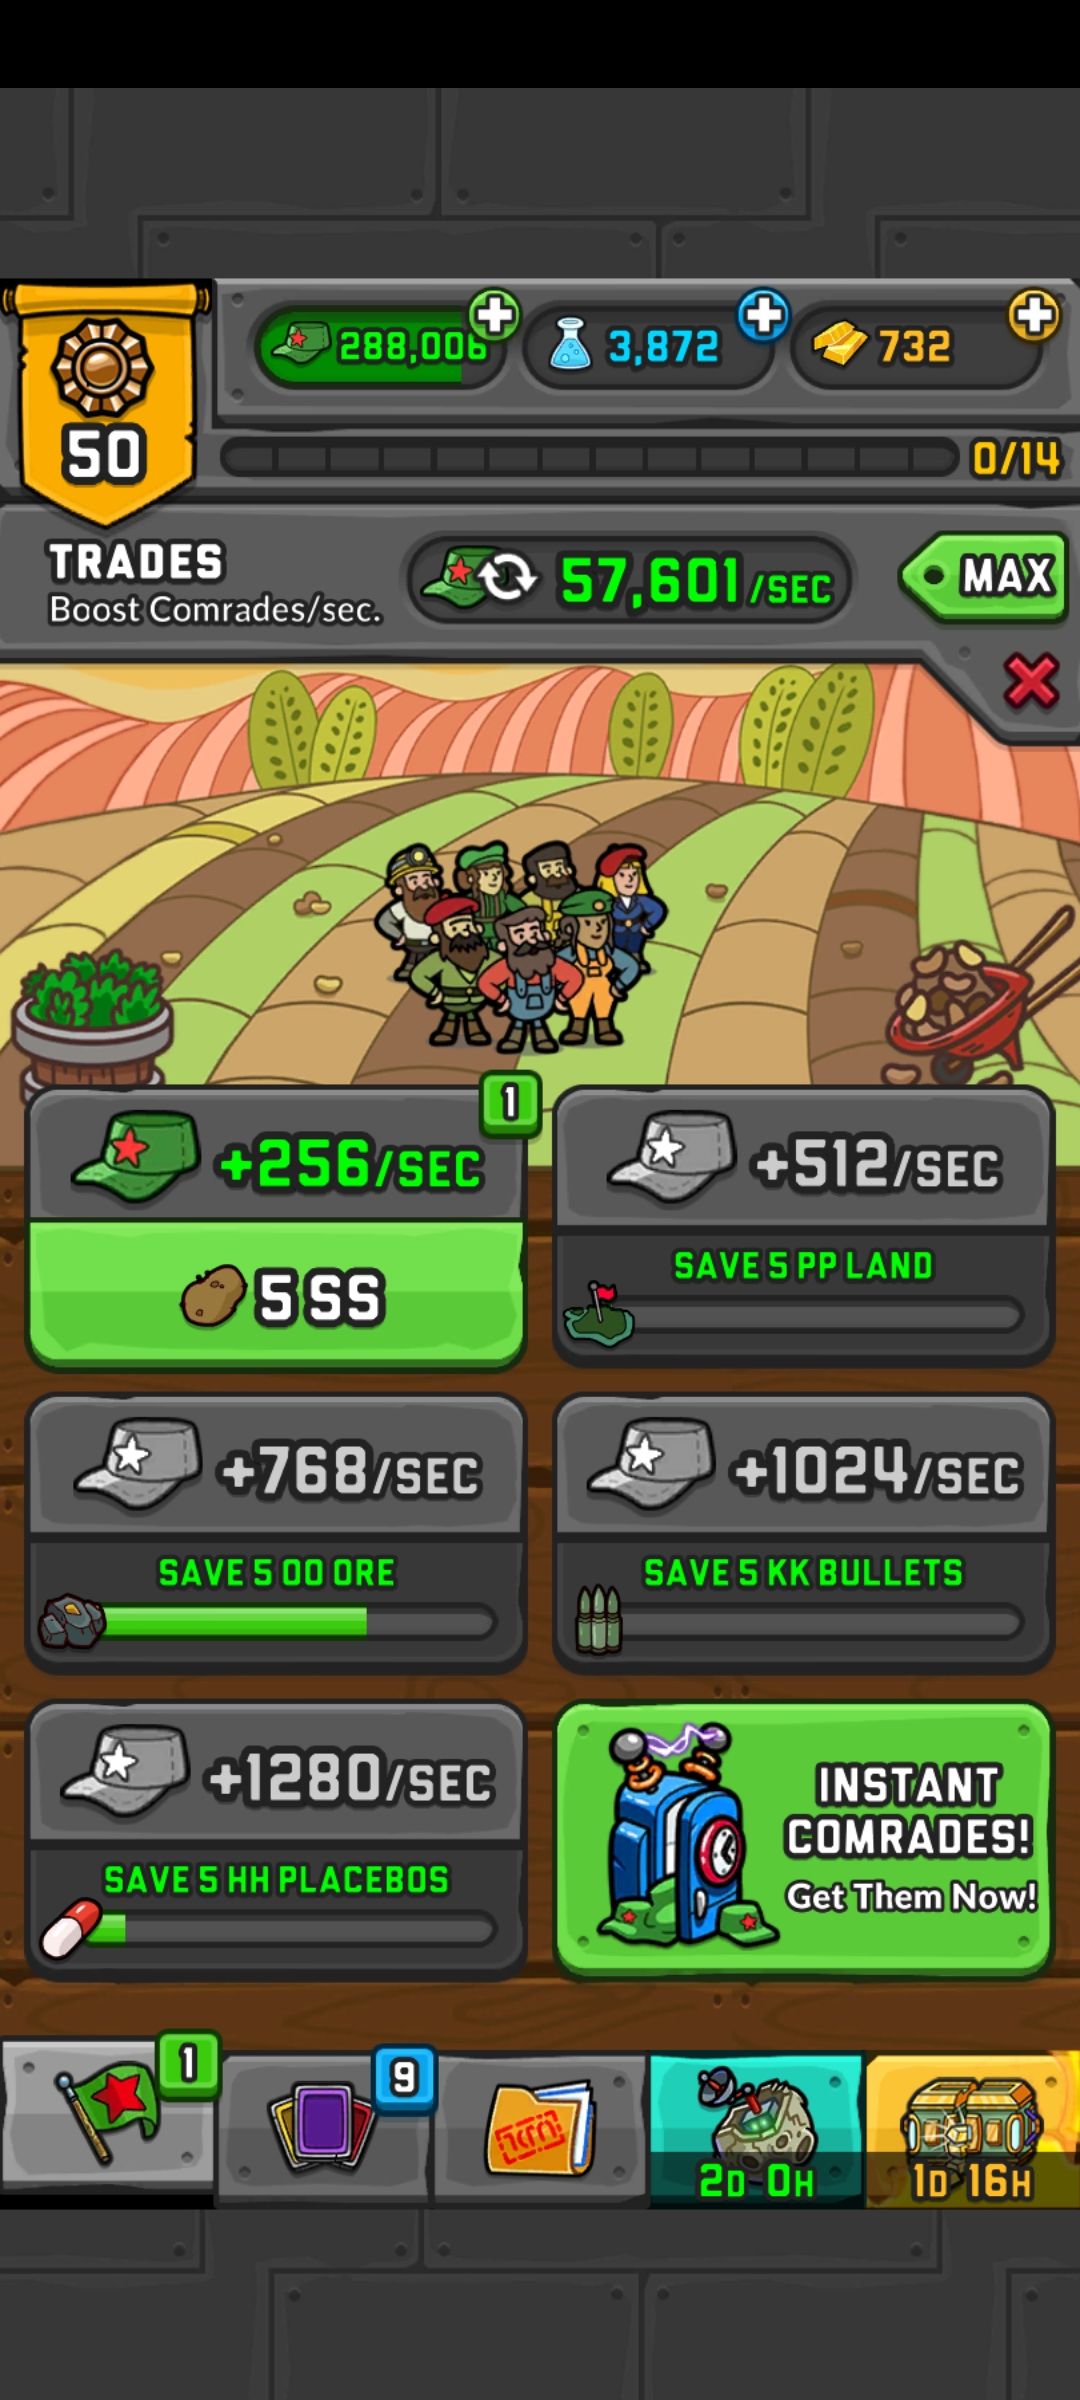 288,006
3,872
732
50
0/14
TRADES
Boost Comrades/sec.
57,601/SEC
MAX
1
+256/SEC
5 SS
+512/SEC
SAVE 5 PP LAND
+768/SEC
SAVE 5 OO ORE
+1024/SEC
SAVE 5 KK BULLETS
+1280/SEC
SAVE 5 HH PLACEBOS
INSTANT
COMRADES!
Get Them Now!
1
9
2D 0H
1D 16H